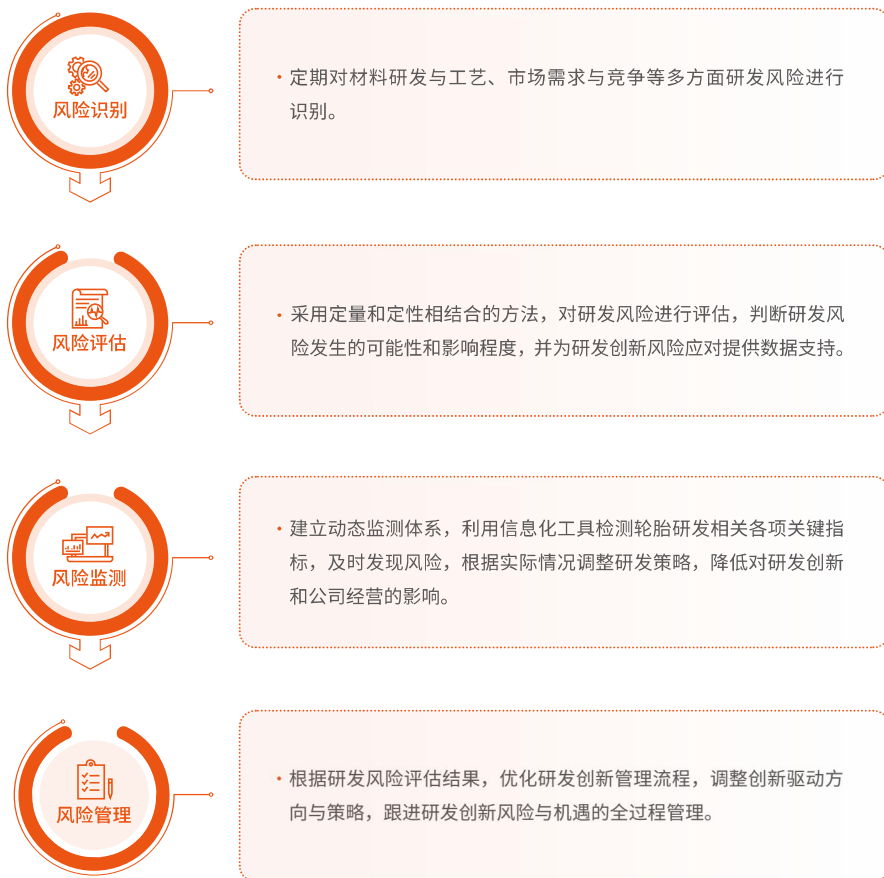 风险识别
• 定期对材料研发与工艺、市场需求与竞争等多方面研发风险进行
识别。
风险评估
• 采用定量和定性相结合的方法，对研发风险进行评估，判断研发风
险发生的可能性和影响程度，并为研发创新风险应对提供数据支持。
风险监测
• 建立动态监测体系，利用信息化工具检测轮胎研发相关各项关键指
标，及时发现风险，根据实际情况调整研发策略，降低对研发创新
和公司经营的影响。
风险管理
• 根据研发风险评估结果，优化研发创新管理流程，调整创新驱动方
向与策略，跟进研发创新风险与机遇的全过程管理。